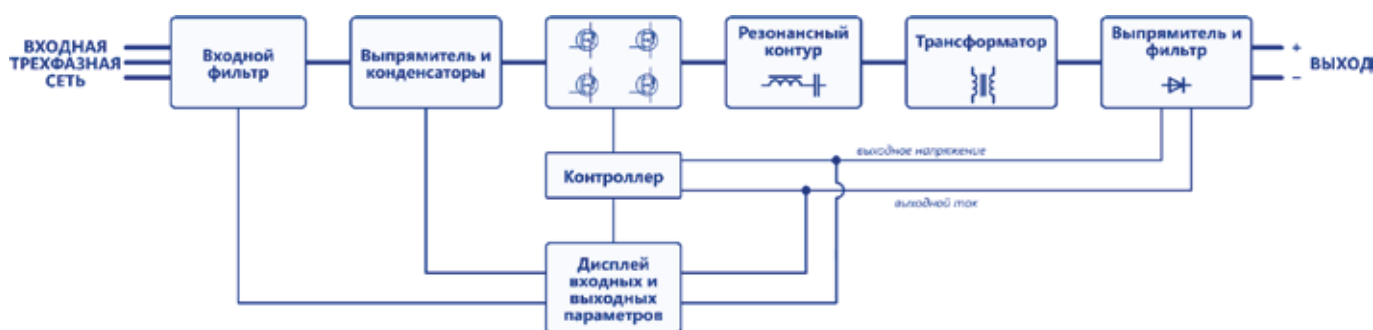 ВХОДНАЯ
ТРЕХФАЗНАЯ
СЕТЬ
Входной
фильтр
Выпрямитель и
конденсаторы
Резонансный
контур
Трансформатор
Выпрямитель и
фильтр
+
−
ВЫХОД
выходное напряжение
Контроллер
выходной ток
Дисплей
входных и
выходных
параметров